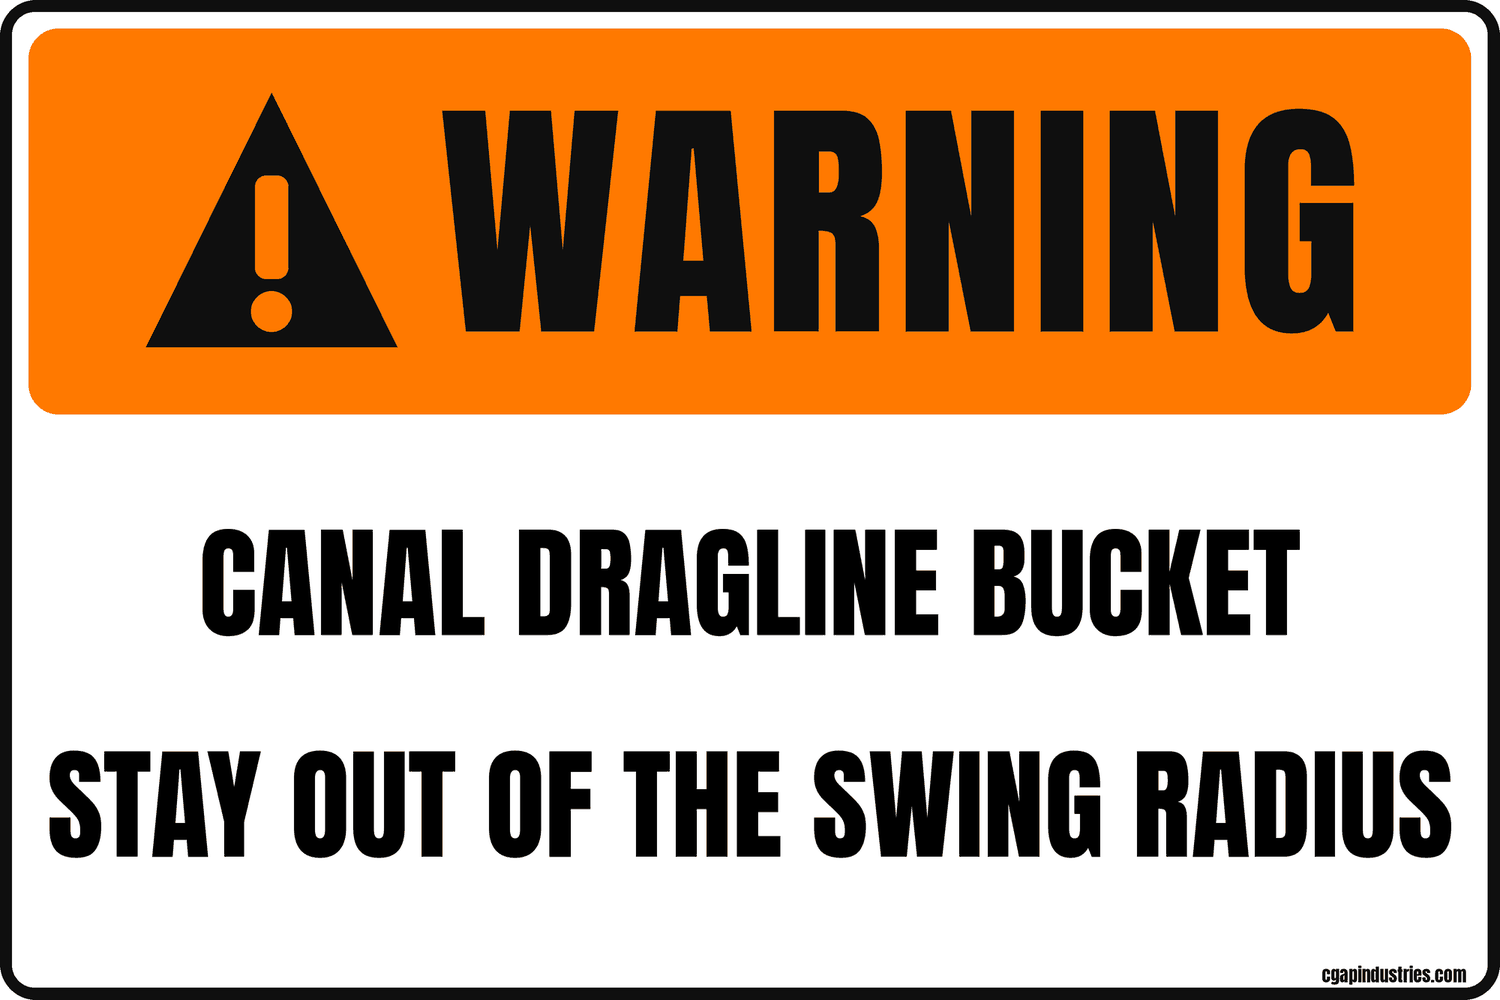 WARNING
CANAL DRAGLINE BUCKET
STAY OUT OF THE SWING RADIUS
cgapindustries.com